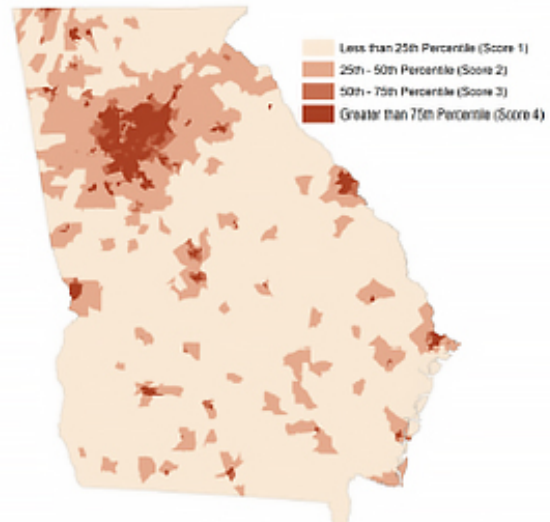 Less than 25th Percentile (Score 1)
25th - 50th Percentile (Score 2)
50th - 75th Percentile (Score 3)
Greater than 75th Percentile (Score 4)